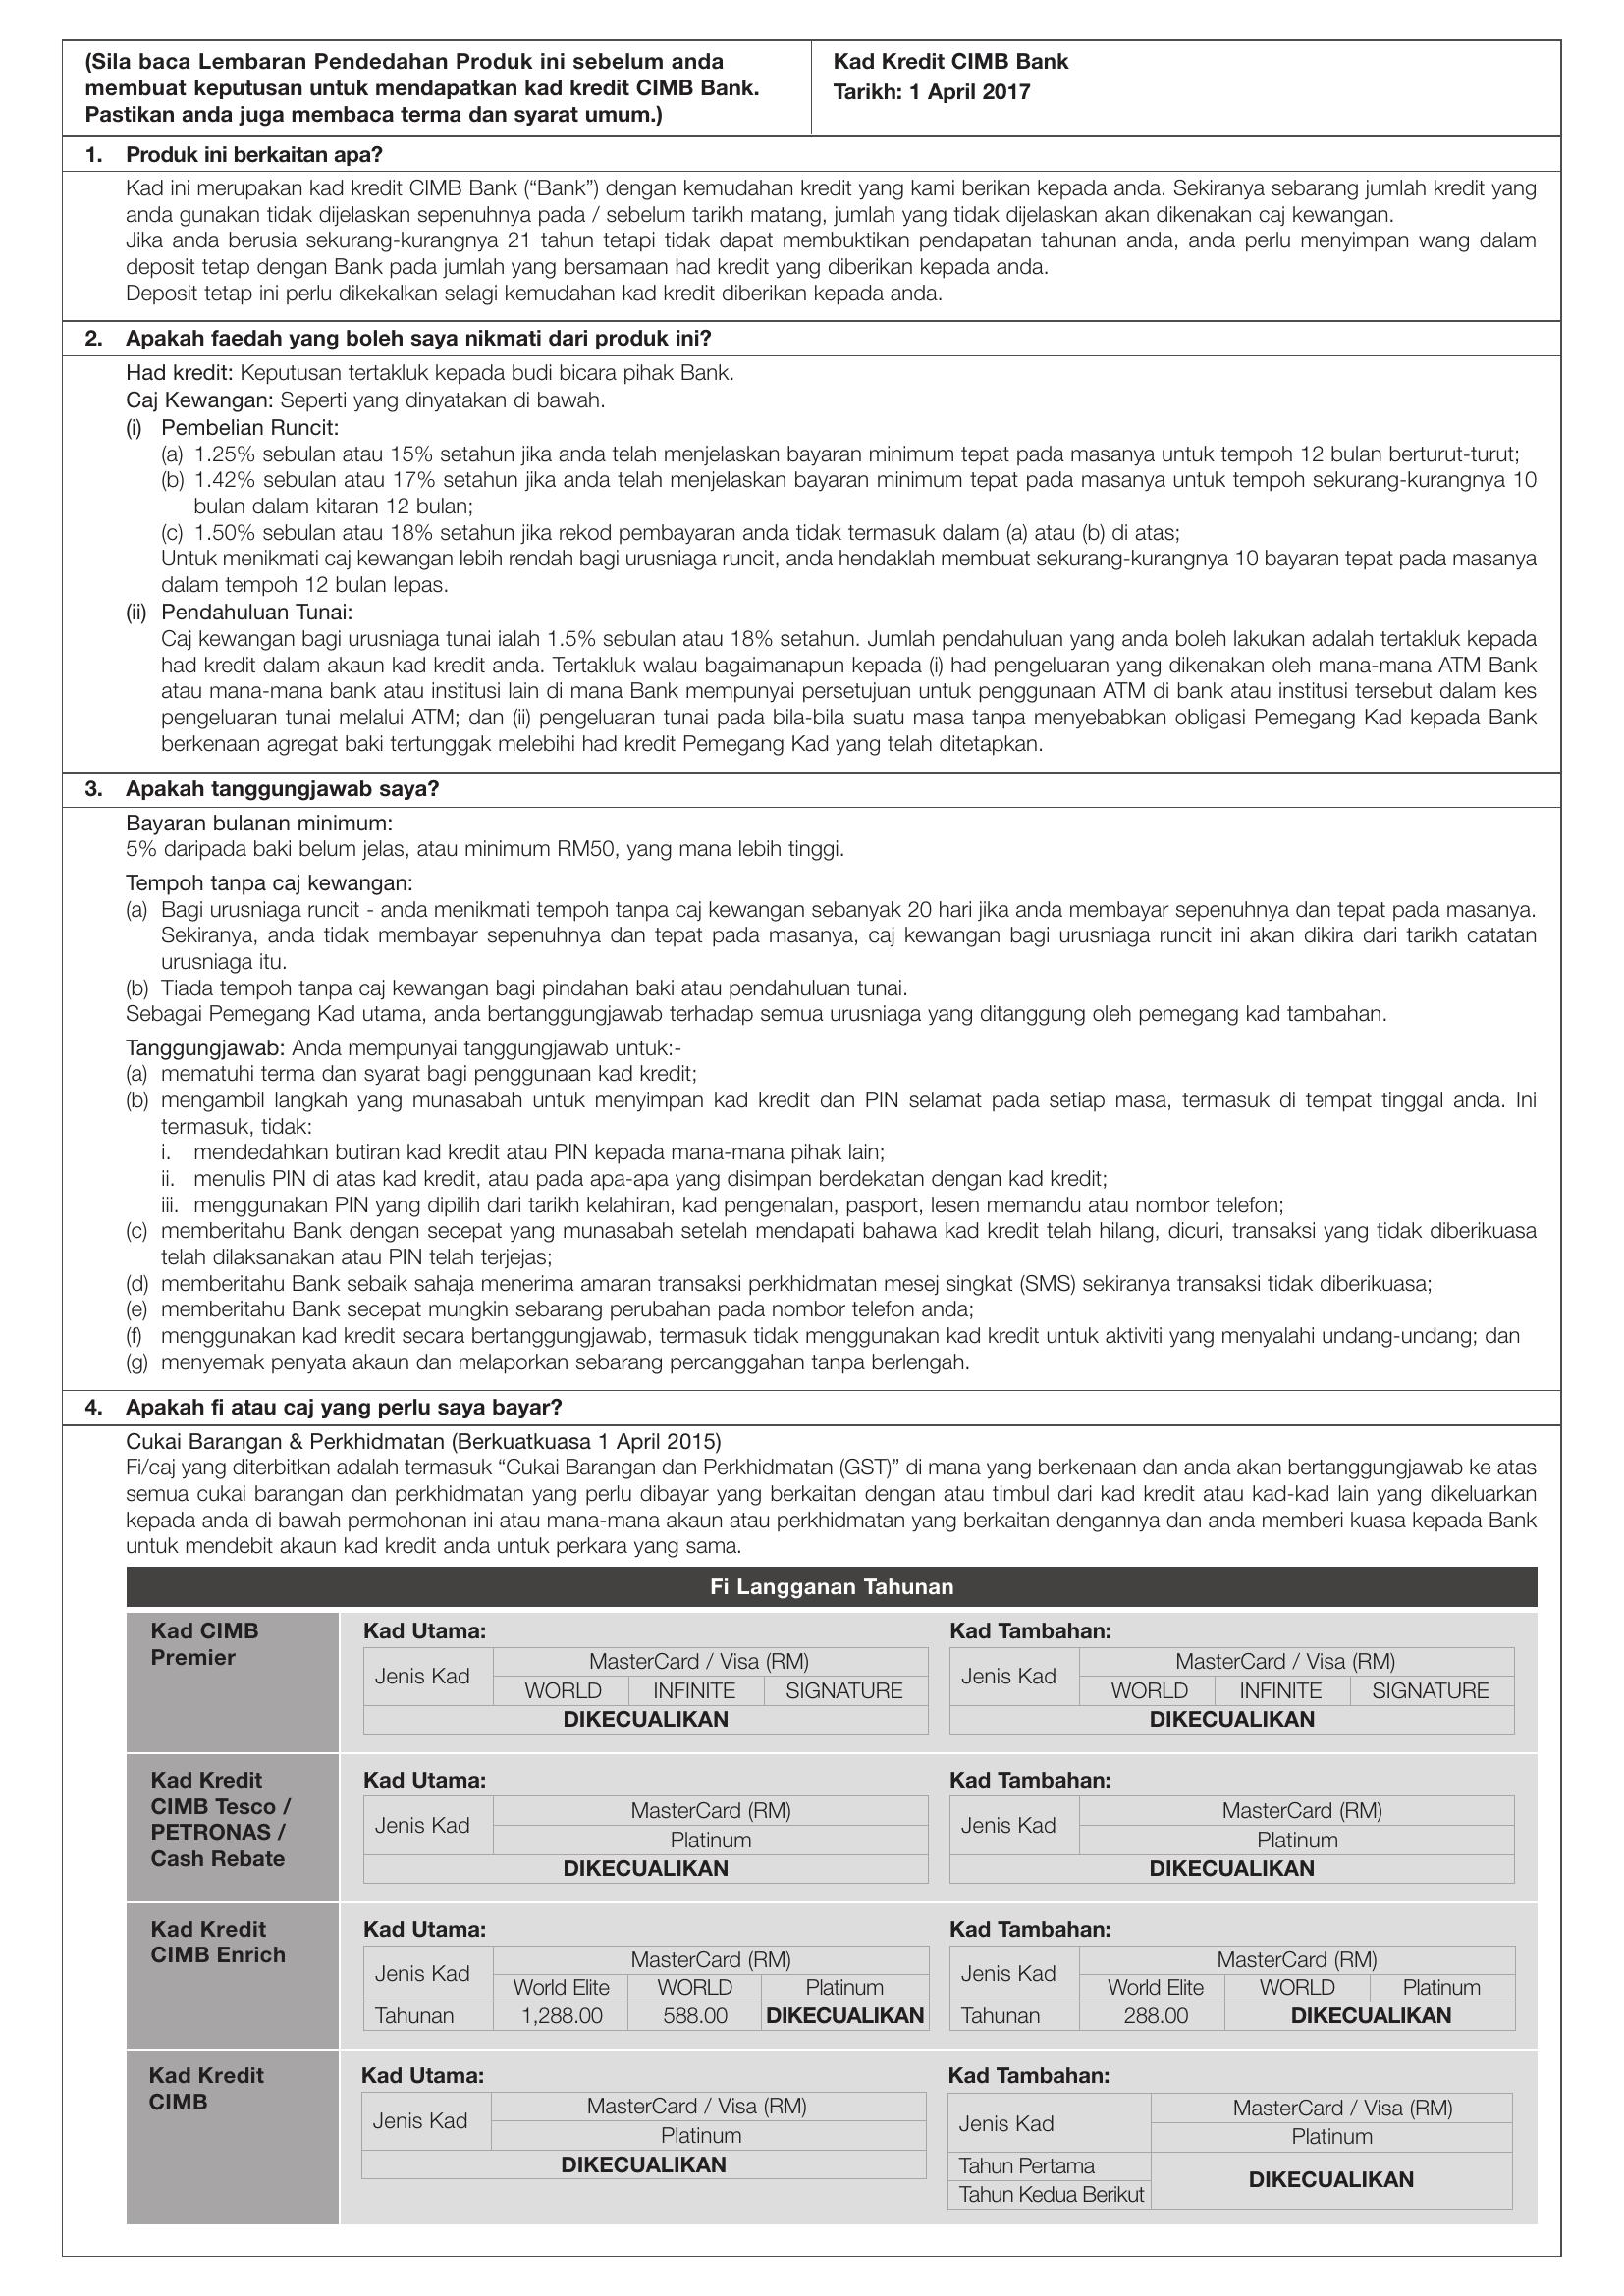 (Sila baca Lembaran Pendedahan Produk ini sebelum anda
membuat keputusan untuk mendapatkan kad kredit CIMB Bank.
Pastikan anda juga membaca terma dan syarat umum.)
Kad Kredit CIMB Bank
Tarikh: 1 April 2017
1. Produk ini berkaitan apa?
Kad ini merupakan kad kredit CIMB Bank (“Bank”) dengan kemudahan kredit yang kami berikan kepada anda. Sekiranya sebarang jumlah kredit yang
anda gunakan tidak dijelaskan sepenuhnya pada / sebelum tarikh matang, jumlah yang tidak dijelaskan akan dikenakan caj kewangan.
Jika anda berusia sekurang-kurangnya 21 tahun tetapi tidak dapat membuktikan pendapatan tahunan anda, anda perlu menyimpan wang dalam
deposit tetap dengan Bank pada jumlah yang bersamaan had kredit yang diberikan kepada anda.
Deposit tetap ini perlu dikekalkan selagi kemudahan kad kredit diberikan kepada anda.
2. Apakah faedah yang boleh saya nikmati dari produk ini?
Had kredit: Keputusan tertakluk kepada budi bicara pihak Bank.
Caj Kewangan: Seperti yang dinyatakan di bawah.
(i) Pembelian Runcit:
(a) 1.25% sebulan atau 15% setahun jika anda telah menjelaskan bayaran minimum tepat pada masanya untuk tempoh 12 bulan berturut-turut;
(b) 1.42% sebulan atau 17% setahun jika anda telah menjelaskan bayaran minimum tepat pada masanya untuk tempoh sekurang-kurangnya 10
bulan dalam kitaran 12 bulan;
(c) 1.50% sebulan atau 18% setahun jika rekod pembayaran anda tidak termasuk dalam (a) atau (b) di atas;
Untuk menikmati caj kewangan lebih rendah bagi urusniaga runcit, anda hendaklah membuat sekurang-kurangnya 10 bayaran tepat pada masanya
dalam tempoh 12 bulan lepas.
(ii) Pendahuluan Tunai:
Caj kewangan bagi urusniaga tunai ialah 1.5% sebulan atau 18% setahun. Jumlah pendahuluan yang anda boleh lakukan adalah tertakluk kepada
had kredit dalam akaun kad kredit anda. Tertakluk walau bagaimanapun kepada (i) had pengeluaran yang dikenakan oleh mana-mana ATM Bank
atau mana-mana bank atau institusi lain di mana Bank mempunyai persetujuan untuk penggunaan ATM di bank atau institusi tersebut dalam kes
pengeluaran tunai melalui ATM; dan (ii) pengeluaran tunai pada bila-bila suatu masa tanpa menyebabkan obligasi Pemegang Kad kepada Bank
berkenaan agregat baki tertunggak melebihi had kredit Pemegang Kad yang telah ditetapkan.
3. Apakah tanggungjawab saya?
Bayaran bulanan minimum:
5% daripada baki belum jelas, atau minimum RM50, yang mana lebih tinggi.
Tempoh tanpa caj kewangan:
(a) Bagi urusniaga runcit - anda menikmati tempoh tanpa caj kewangan sebanyak 20 hari jika anda membayar sepenuhnya dan tepat pada masanya.
Sekiranya, anda tidak membayar sepenuhnya dan tepat pada masanya, caj kewangan bagi urusniaga runcit ini akan dikira dari tarikh catatan
urusniaga itu.
(b) Tiada tempoh tanpa caj kewangan bagi pindahan baki atau pendahuluan tunai.
Sebagai Pemegang Kad utama, anda bertanggungjawab terhadap semua urusniaga yang ditanggung oleh pemegang kad tambahan.
Tanggungjawab: Anda mempunyai tanggungjawab untuk:-
(a) mematuhi terma dan syarat bagi penggunaan kad kredit;
(b) mengambil langkah yang munasabah untuk menyimpan kad kredit dan PIN selamat pada setiap masa, termasuk di tempat tinggal anda. Ini
termasuk, tidak:
i. mendedahkan butiran kad kredit atau PIN kepada mana-mana pihak lain;
ii. menulis PIN di atas kad kredit, atau pada apa-apa yang disimpan berdekatan dengan kad kredit;
iii. menggunakan PIN yang dipilih dari tarikh kelahiran, kad pengenalan, pasport, lesen memandu atau nombor telefon;
(c) memberitahu Bank dengan secepat yang munasabah setelah mendapati bahawa kad kredit telah hilang, dicuri, transaksi yang tidak diberikuasa
telah dilaksanakan atau PIN telah terjejas;
(d) memberitahu Bank sebaik sahaja menerima amaran transaksi perkhidmatan mesej singkat (SMS) sekiranya transaksi tidak diberikuasa;
(e) memberitahu Bank secepat mungkin sebarang perubahan pada nombor telefon anda;
(f) menggunakan kad kredit secara bertanggungjawab, termasuk tidak menggunakan kad kredit untuk aktiviti yang menyalahi undang-undang; dan
(g) menyemak penyata akaun dan melaporkan sebarang percanggahan tanpa berlengah.
4. Apakah fi atau caj yang perlu saya bayar?
Cukai Barangan & Perkhidmatan (Berkuatkuasa 1 April 2015)
Fi/caj yang diterbitkan adalah termasuk “Cukai Barangan dan Perkhidmatan (GST)” di mana yang berkenaan dan anda akan bertanggungjawab ke atas
semua cukai barangan dan perkhidmatan yang perlu dibayar yang berkaitan dengan atau timbul dari kad kredit atau kad-kad lain yang dikeluarkan
kepada anda di bawah permohonan ini atau mana-mana akaun atau perkhidmatan yang berkaitan dengannya dan anda memberi kuasa kepada Bank
untuk mendebit akaun kad kredit anda untuk perkara yang sama.
Fi Langganan Tahunan
Kad CIMB
Premier
Kad Utama:
Jenis Kad
MasterCard / Visa (RM)
WORLD INFINITE SIGNATURE
DIKECUALIKAN
Kad Tambahan:
Jenis Kad
MasterCard / Visa (RM)
WORLD INFINITE SIGNATURE
DIKECUALIKAN
Kad Kredit
CIMB Tesco /
PETRONAS /
Cash Rebate
Kad Utama:
Jenis Kad
MasterCard (RM)
Platinum
DIKECUALIKAN
Kad Tambahan:
Jenis Kad
MasterCard (RM)
Platinum
DIKECUALIKAN
Kad Kredit
CIMB Enrich
Kad Utama:
Jenis Kad
MasterCard (RM)
World Elite WORLD Platinum
Tahunan 1,288.00 588.00 DIKECUALIKAN
Kad Tambahan:
Jenis Kad
MasterCard (RM)
World Elite WORLD Platinum
Tahunan 288.00 DIKECUALIKAN
Kad Kredit
CIMB
Kad Utama:
Jenis Kad
MasterCard / Visa (RM)
Platinum
DIKECUALIKAN
Kad Tambahan:
Jenis Kad
MasterCard / Visa (RM)
Platinum
Tahun Pertama
Tahun Kedua Berikut
DIKECUALIKAN